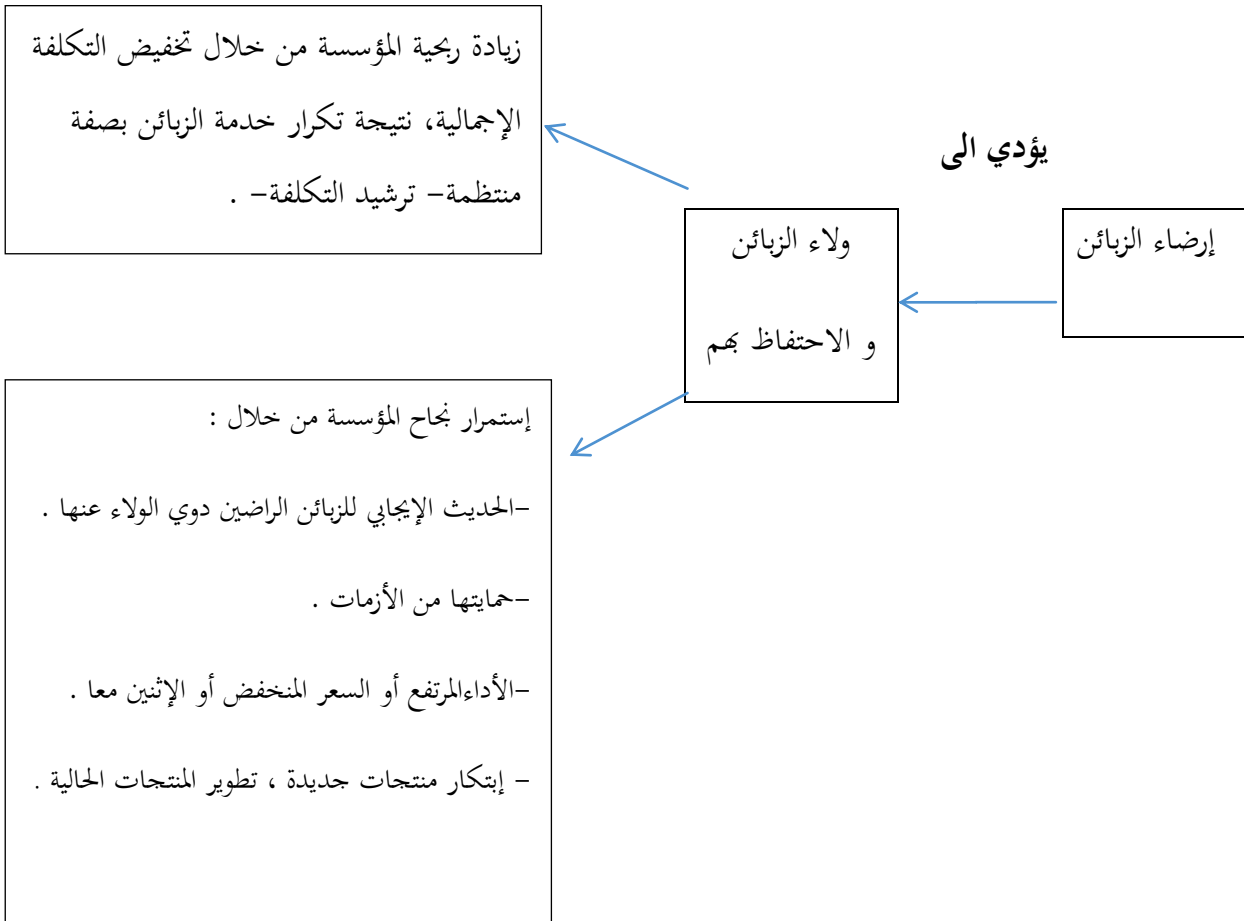 يؤدي الى
إرضاء الزبائن
ولاء الزبائن
و الاحتفاظ بهم
زيادة ربحية المؤسسة من خلال تخفيض التكلفة
الإجمالية، نتيجة تكرار خدمة الزبائن بصفة
منتظمة– ترشيد التكلفة– .
إستمرار نجاح المؤسسة من خلال :
–الحديث الإيجابي للزبائن الراضين دوي الولاء عنها .
–حمايتها من الأزمات .
–الأداءالمرتفع أو السعر المنخفض أو الإثنين معا .
– إبتكار منتجات جديدة ، تطوير المنتجات الحالية .